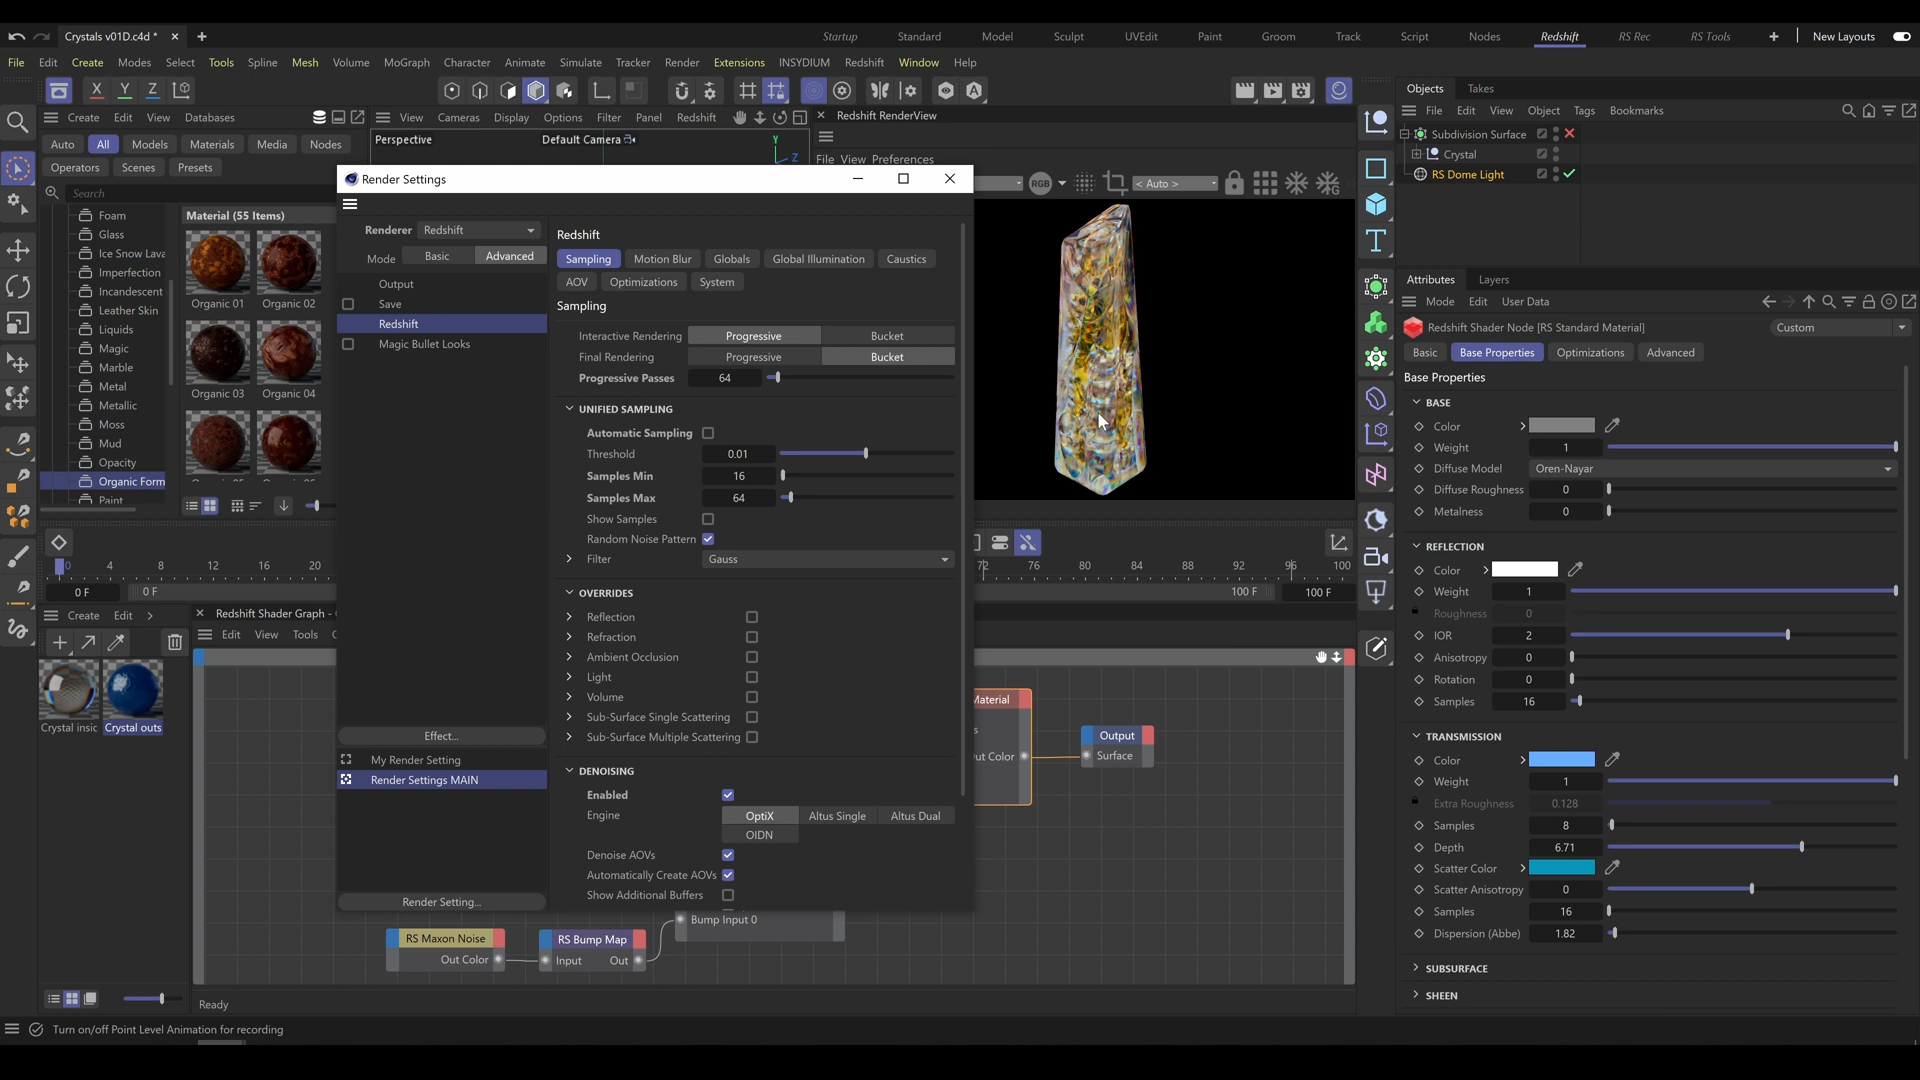 Crystals v01D.c4d *
Startup Standard Model Sculpt UVEdit Paint Groom Track Script Nodes Redshift RS Rec RS Tools New Layouts
File Edit Create Modes Select Tools Spline Mesh Volume MoGraph Character Animate Simulate Tracker Render Extensions INSYDIUM Redshift Window Help
X Y Z
Create Edit View Databases
Auto All Models Materials Media Nodes
Operators Scenes Presets
Search
Foam
Glass
Ice Snow Lava
Imperfection
Incandescent
Leather Skin
Liquids
Magic
Marble
Metal
Metallic
Moss
Mud
Opacity
Organic Form
Paint
Material (55 Items)
Organic 01 Organic 02
Organic 03 Organic 04
View Cameras Display Options Filter Panel Redshift
Perspective Default Camera
Y
Z
Redshift RenderView
File View Preferences
RGB < Auto >
Render Settings
Renderer Redshift
Mode Basic Advanced
Output
Save
Redshift
Magic Bullet Looks
Effect...
My Render Setting
Render Settings MAIN
Render Setting...
Redshift
Sampling Motion Blur Globals Global Illumination Caustics
AOV Optimizations System
Sampling
Interactive Rendering Progressive Bucket
Final Rendering Progressive Bucket
Progressive Passes 64
UNIFIED SAMPLING
Automatic Sampling
Threshold 0.01
Samples Min 16
Samples Max 64
Show Samples
Random Noise Pattern
Filter Gauss
OVERRIDES
Reflection
Refraction
Ambient Occlusion
Light
Volume
Sub-Surface Single Scattering
Sub-Surface Multiple Scattering
DENOISING
Enabled
Engine OptiX Altus Single Altus Dual
OIDN
Denoise AOVs
Automatically Create AOVs
Show Additional Buffers
0 4 8 12 16 20 72 76 80 84 88 92 96 100
0 F 0 F 100 F 100 F
Create Edit
Crystal insic Crystal outs
Redshift Shader Graph -
Edit View Tools
Material
Out Color
Output
Surface
Bump Input 0
RS Maxon Noise
Out Color
RS Bump Map
Input Out
Ready
Turn on/off Point Level Animation for recording
Objects Takes
File Edit View Object Tags Bookmarks
Subdivision Surface
Crystal
RS Dome Light
Attributes Layers
Mode Edit User Data
Redshift Shader Node [RS Standard Material] Custom
Basic Base Properties Optimizations Advanced
Base Properties
BASE
Color
Weight 1
Diffuse Model Oren-Nayar
Diffuse Roughness 0
Metalness 0
REFLECTION
Color
Weight 1
Roughness 0
IOR 2
Anisotropy 0
Rotation 0
Samples 16
TRANSMISSION
Color
Weight 1
Extra Roughness 0.128
Samples 8
Depth 6.71
Scatter Color
Scatter Anisotropy 0
Samples 16
Dispersion (Abbe) 1.82
SUBSURFACE
SHEEN